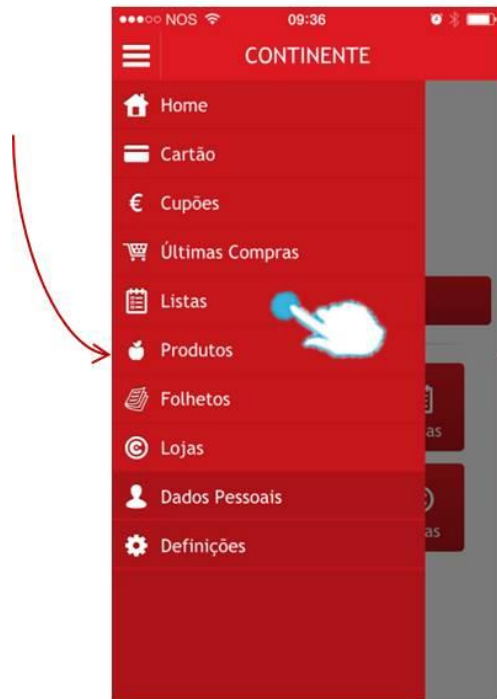 NOS 09:36
CONTINENTE
Home
Cartão
€ Cupões
Últimas Compras
Listas
Produtos
Folhetos
as
Lojas
Dados Pessoais
as
Definições